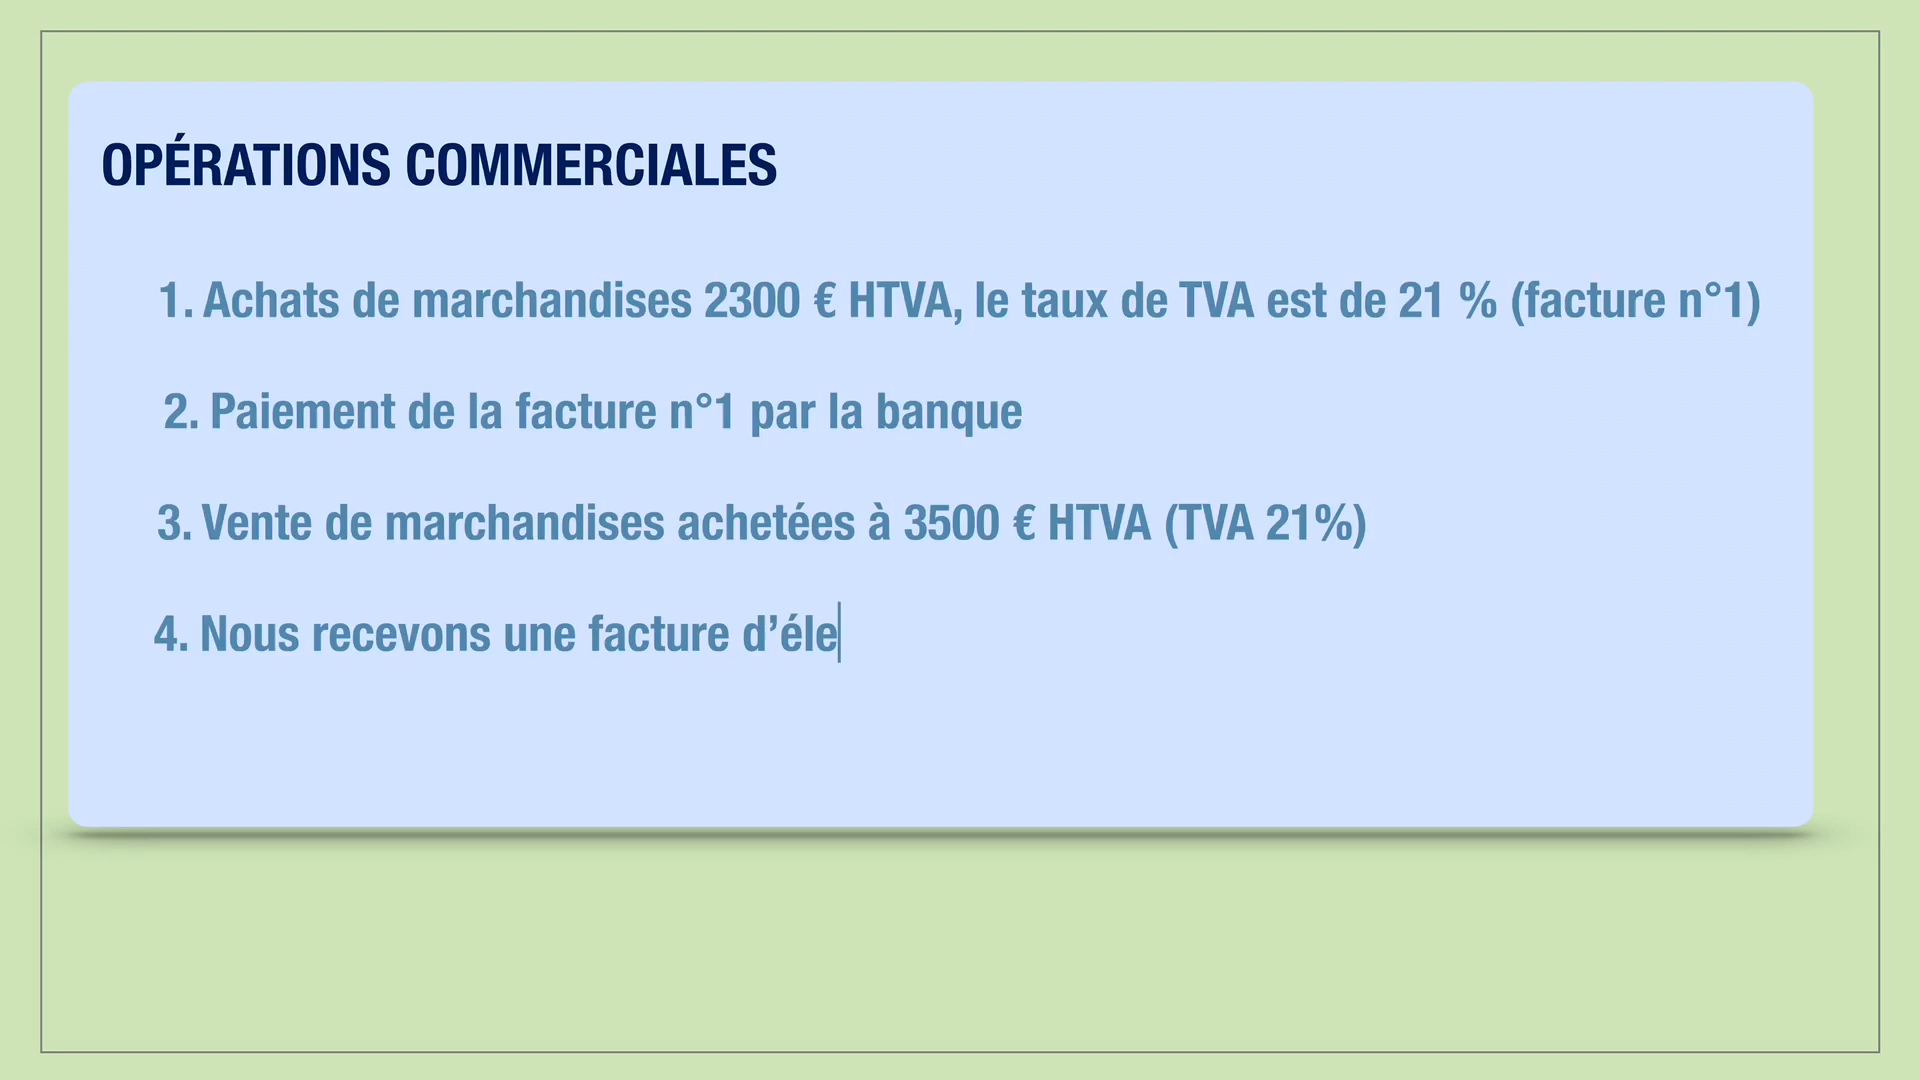 OPÉRATIONS COMMERCIALES
1. Achats de marchandises 2300 € HTVA, le taux de TVA est de 21 % (facture n°1)
2. Paiement de la facture n°1 par la banque
3. Vente de marchandises achetées à 3500 € HTVA (TVA 21%)
4. Nous recevons une facture d’éle